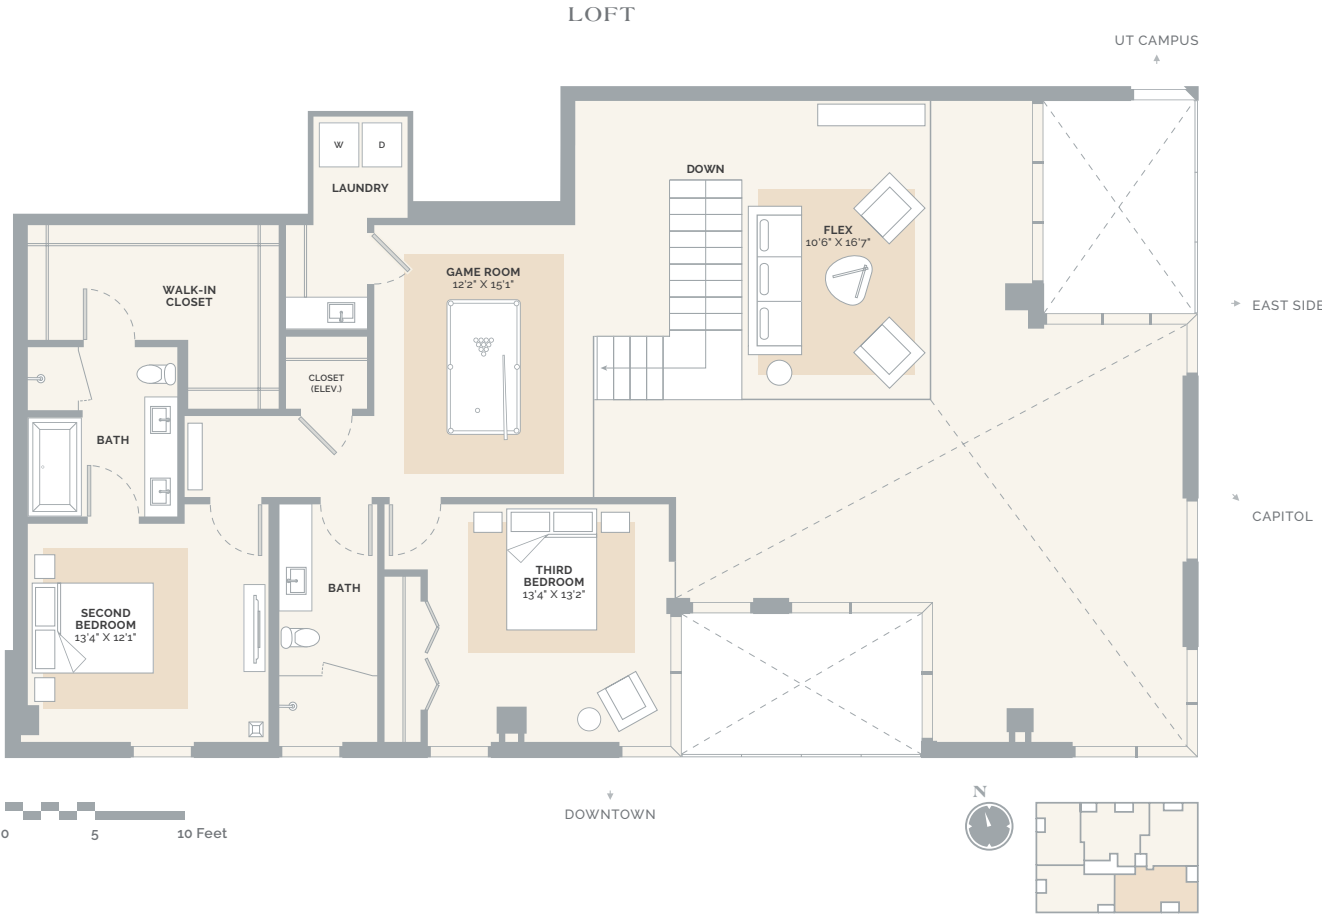 LOFT
UT CAMPUS
W
D
LAUNDRY
DOWN
FLEX
10'6" X 16'7"
GAME ROOM
12'2" X 15'1"
WALK-IN
CLOSET
EAST SIDE
CLOSET
(ELEV.)
BATH
CAPITOL
THIRD
BEDROOM
13'4" X 13'2"
BATH
SECOND
BEDROOM
13'4" X 12'1"
DOWNTOWN
N
0
5
10 Feet